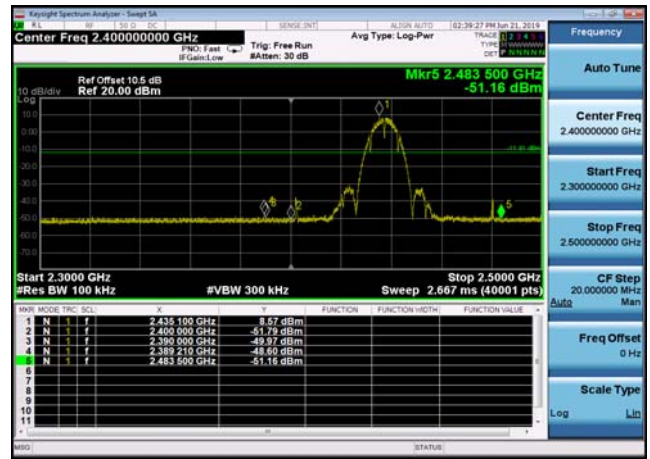 Keysight Spectrum Analyzer - Swept SA
RL RF 50 Ω DC SENSE:INT ALIGN AUTO 02:39:27 PM Jun 21, 2019
Center Freq 2.400000000 GHz
PNO: Fast
IFGain:Low
Trig: Free Run
#Atten: 30 dB
Avg Type: Log-Pwr
TRACE 1 2 3 4 5 6
TYPE M W W W W W
DET P N N N N N
Ref Offset 10.5 dB
10 dB/div Ref 20.00 dBm
Log
Mkr5 2.483 500 GHz
-51.16 dBm
10.0
0.00
-10.0
-20.0
-30.0
-40.0
-50.0
-60.0
-70.0
1
2
5
Start 2.3000 GHz
Stop 2.5000 GHz
#Res BW 100 kHz #VBW 300 kHz Sweep 2.667 ms (40001 pts)
MKR MODE TRC SCL X Y FUNCTION FUNCTION WIDTH FUNCTION VALUE
1 N 1 f 2.435 100 GHz 8.57 dBm
2 N 1 f 2.400 000 GHz -51.79 dBm
3 N 1 f 2.390 000 GHz -49.97 dBm
4 N 1 f 2.389 210 GHz -48.60 dBm
5 N 1 f 2.483 500 GHz -51.16 dBm
6
7
8
9
10
11
MSG STATUS
Frequency
Auto Tune
Center Freq
2.400000000 GHz
Start Freq
2.300000000 GHz
Stop Freq
2.500000000 GHz
CF Step
20.000000 MHz
Auto Man
Freq Offset
0 Hz
Scale Type
Log Lin